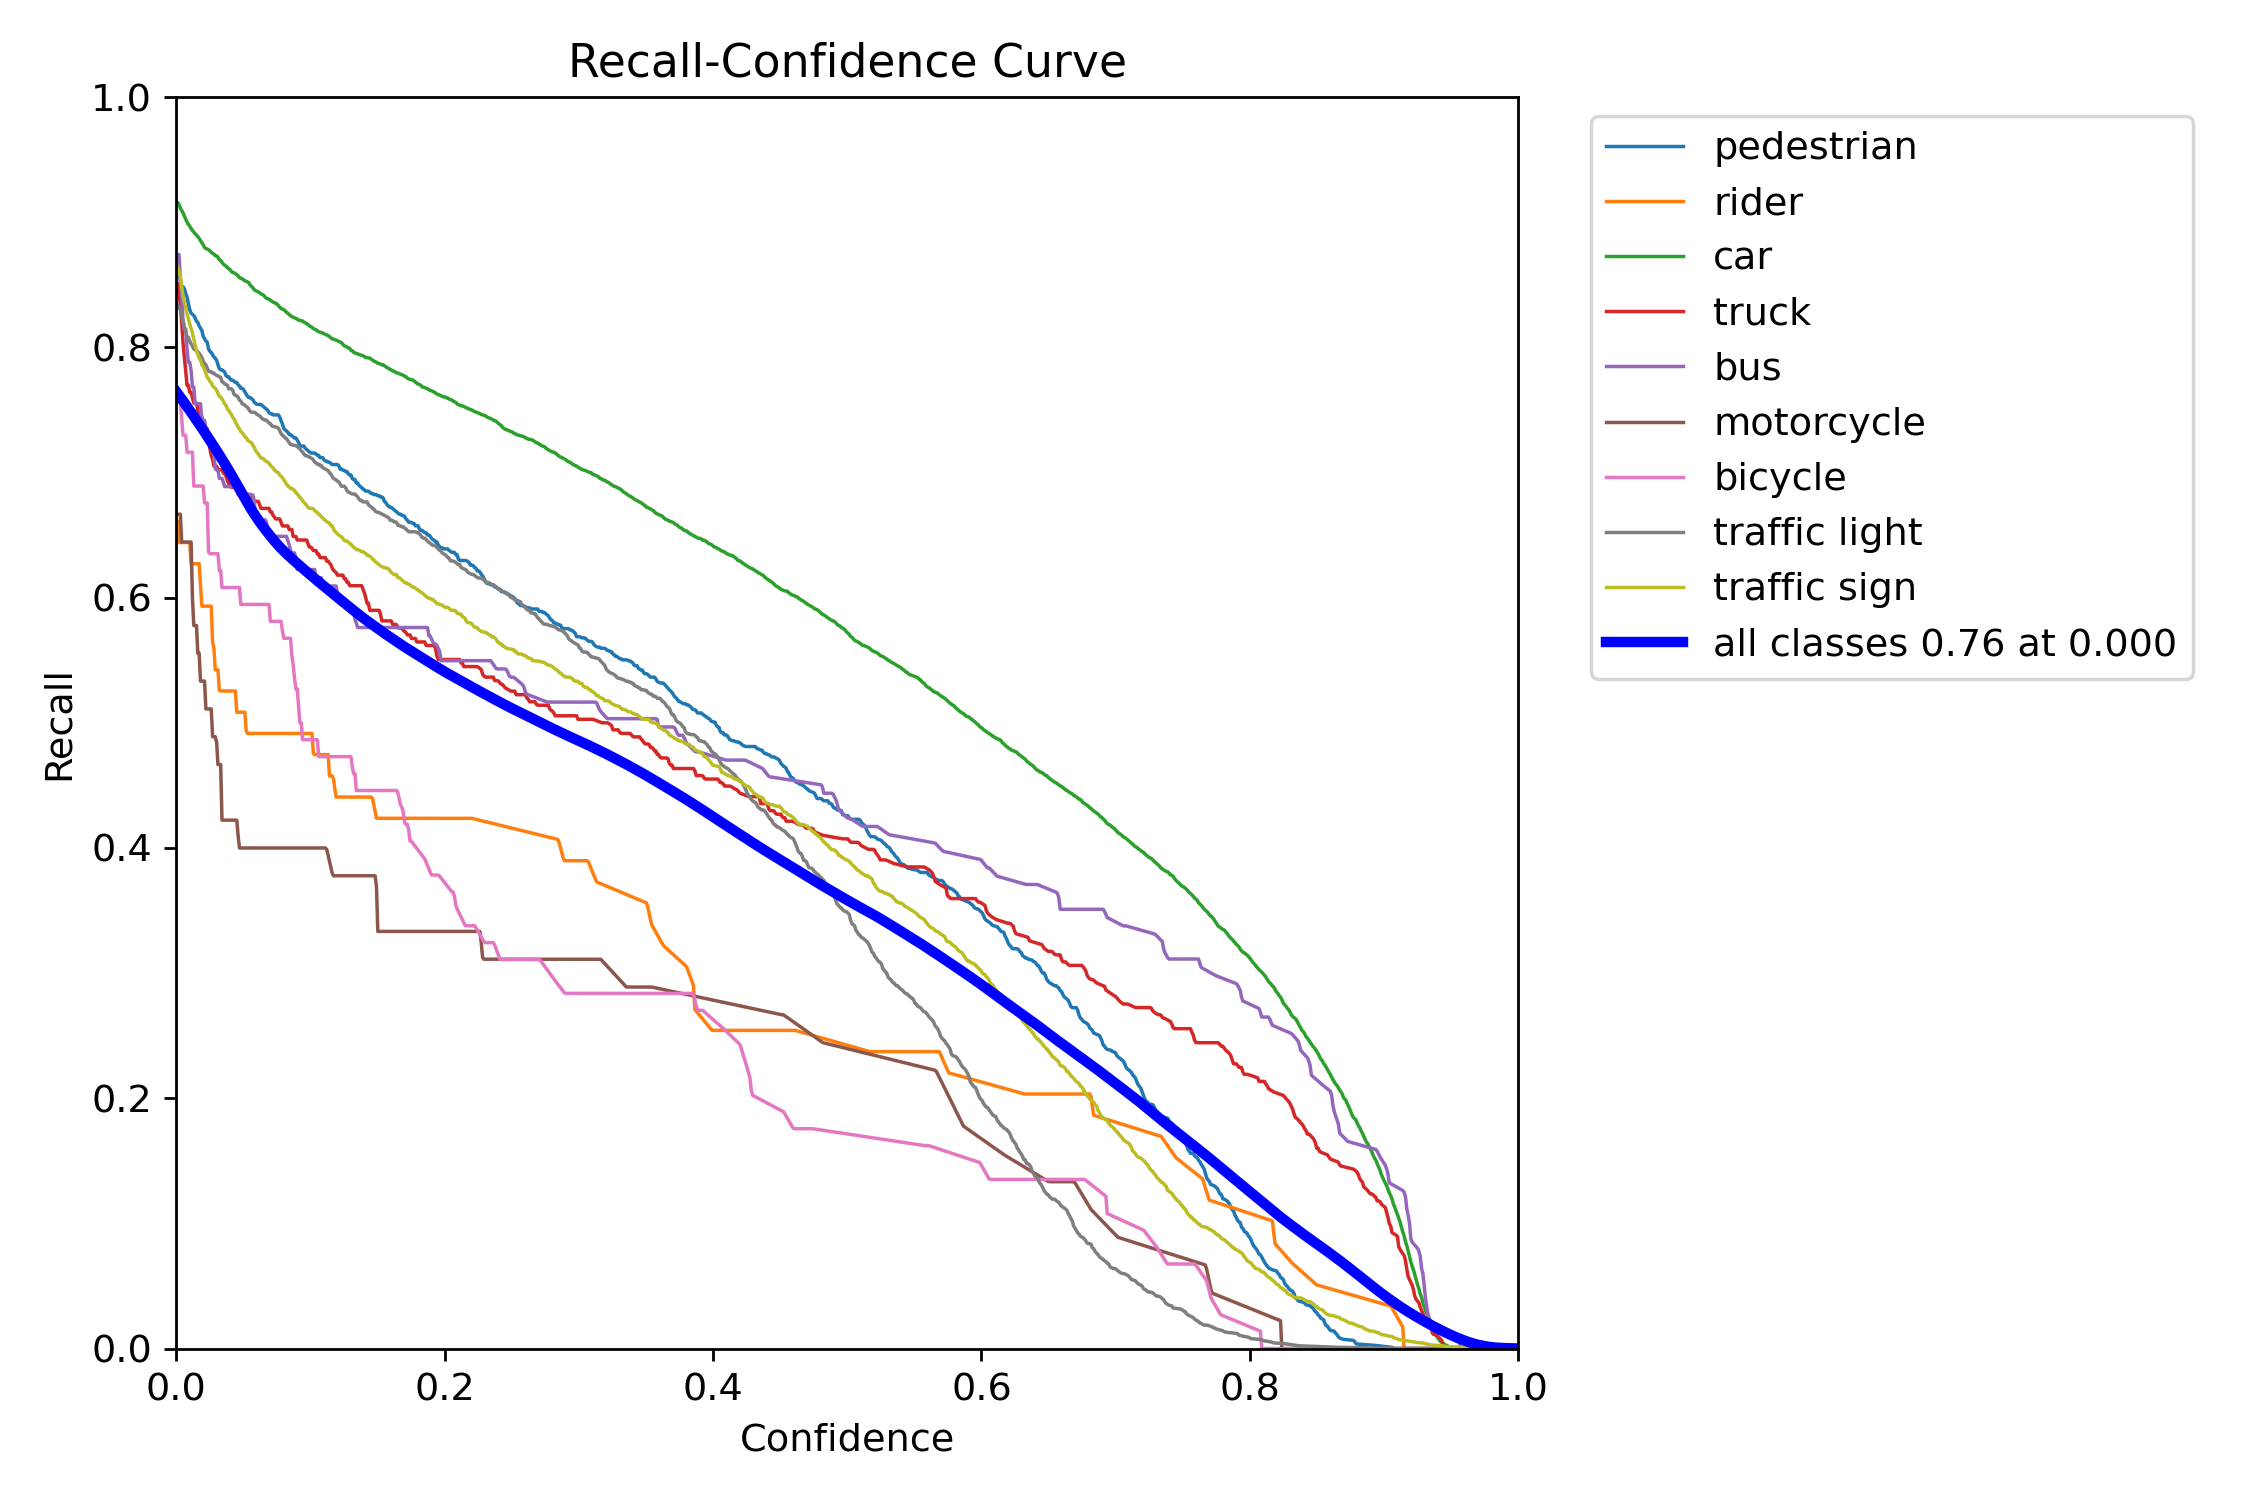 Recall-Confidence Curve
1.0
0.8
0.6
0.4
0.2
0.0
Recall
0.0 0.2 0.4 0.6 0.8 1.0
Confidence
pedestrian
rider
car
truck
bus
motorcycle
bicycle
traffic light
traffic sign
all classes 0.76 at 0.000